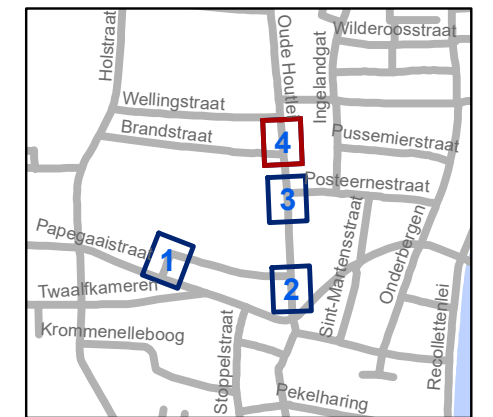 Holstraat
Oude Houtlei
Ingelandgat
Wilderoosstraat
Wellingstraat
Brandstraat
4
Pussemierstraat
3
Posteernestraat
Papegaaistraat
1
2
Twaalfkameren
Sint-Martensstraat
Onderbergen
Krommenelleboog
Stoppelstraat
Pekelharing
Recollettenlei